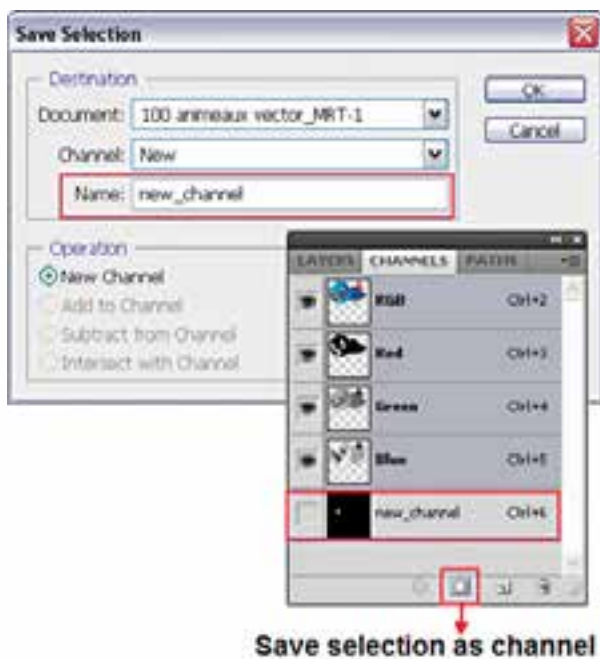 Save Selection
Destination
Document: 100 animeaux vector_MRT-1
Channel: New
Name: new_channel
OK
Cancel
Operation
New Channel
Add to Channel
Subtract from Channel
Intersect with Channel
LAYERS CHANNELS PATHS
RGB Ctrl+2
Red Ctrl+3
Green Ctrl+4
Blue Ctrl+5
new_channel Ctrl+6
Save selection as channel